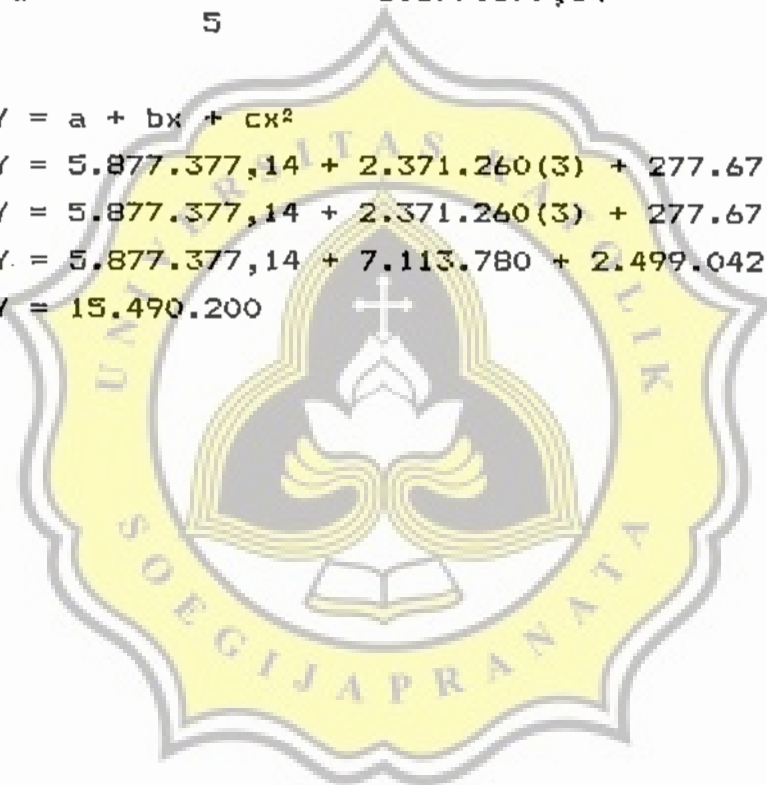 5
Y = a + bx + cx²
Y = 5.877.377,14 + 2.371.260(3) + 277.67
Y = 5.877.377,14 + 2.371.260(3) + 277.67
Y = 5.877.377,14 + 7.113.780 + 2.499.042
Y = 15.490.200
UNIVERSITAS KATOLIK
SOEGIJAPRANATA